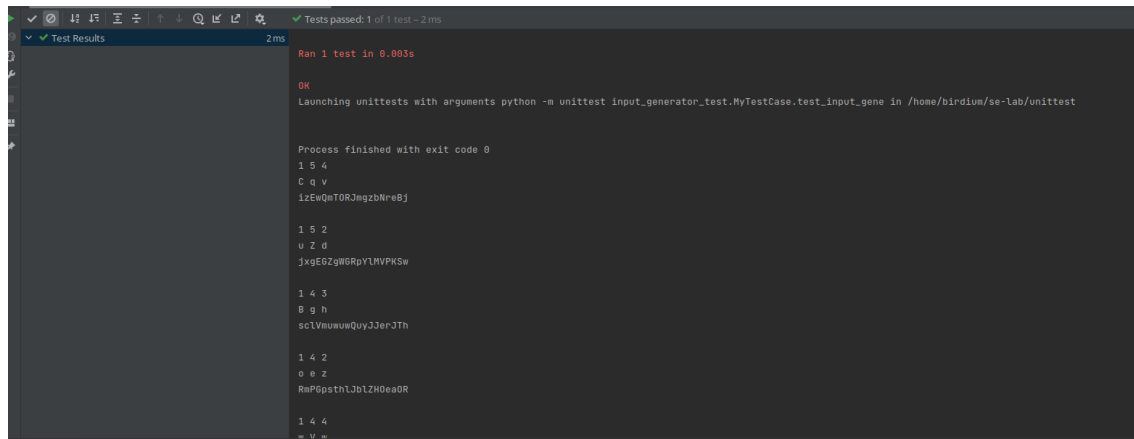 Tests passed: 1 of 1 test – 2 ms
Test Results 2 ms
Ran 1 test in 0.003s
OK
Launching unittests with arguments python -m unittest input_generator_test.MyTestCase.test_input_gene in /home/birdium/se-lab/unittest
Process finished with exit code 0
1 5 4
C q v
izEwQmTORJmgzbNreBj
1 5 2
u Z d
jxgEGZgWGRpYlMVPKSw
1 4 3
B g h
sclVmuwuwQuyJJerJTh
1 4 2
o e z
RmPGpsthlJblZHOeaOR
1 4 4